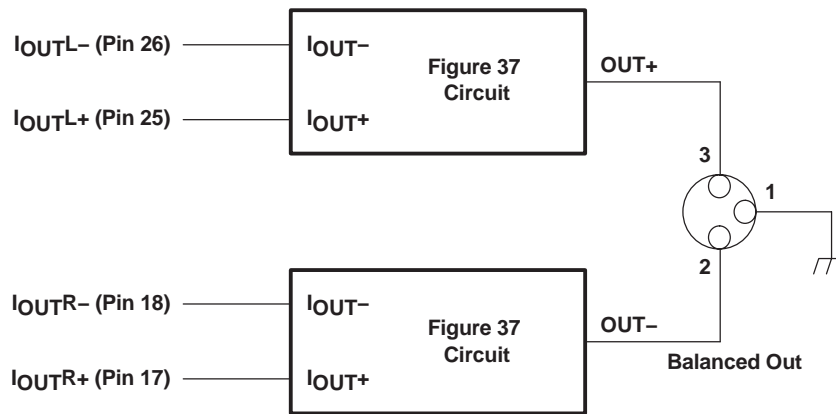 IOUTL– (Pin 26)
IOUT–
Figure 37
Circuit
OUT+
IOUTL+ (Pin 25)
IOUT+
3
1
2
IOUTR– (Pin 18)
IOUT–
Figure 37
Circuit
OUT–
Balanced Out
IOUTR+ (Pin 17)
IOUT+